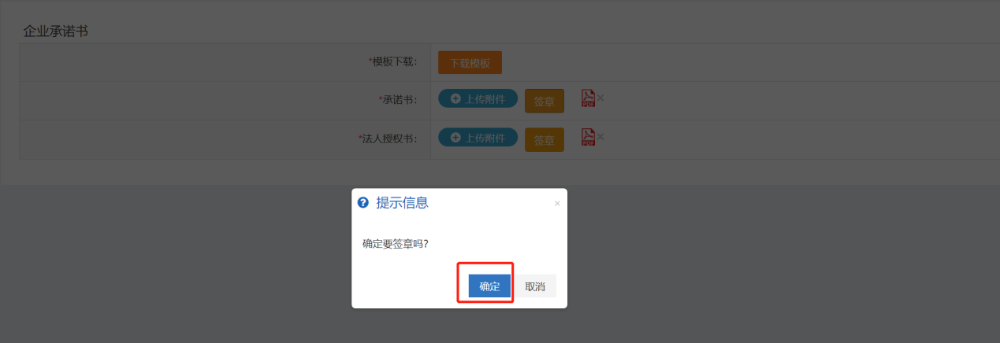 企业承诺书
*模板下载：
下载模板
*承诺书：
上传附件
签章
PDF
×
*法人授权书：
上传附件
签章
PDF
×
提示信息
×
确定要签章吗?
确定
取消